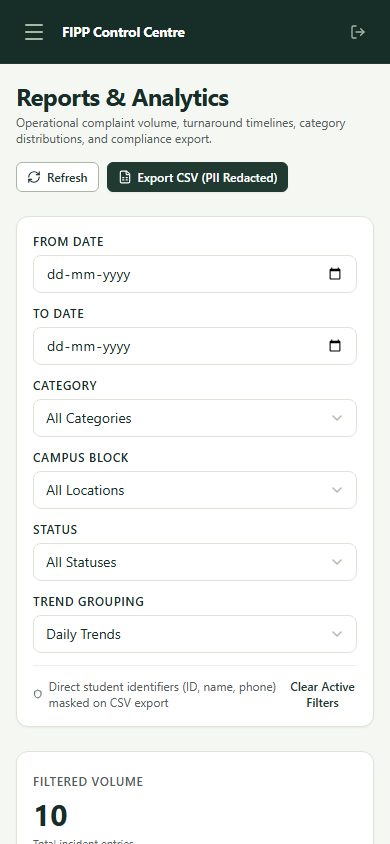 FIPP Control Centre
Reports & Analytics
Operational complaint volume, turnaround timelines, category
distributions, and compliance export.
Refresh
Export CSV (PII Redacted)
FROM DATE
dd-mm-yyyy
TO DATE
dd-mm-yyyy
CATEGORY
All Categories
CAMPUS BLOCK
All Locations
STATUS
All Statuses
TREND GROUPING
Daily Trends
Direct student identifiers (ID, name, phone)
masked on CSV export
Clear Active
Filters
FILTERED VOLUME
10
Total incident entries